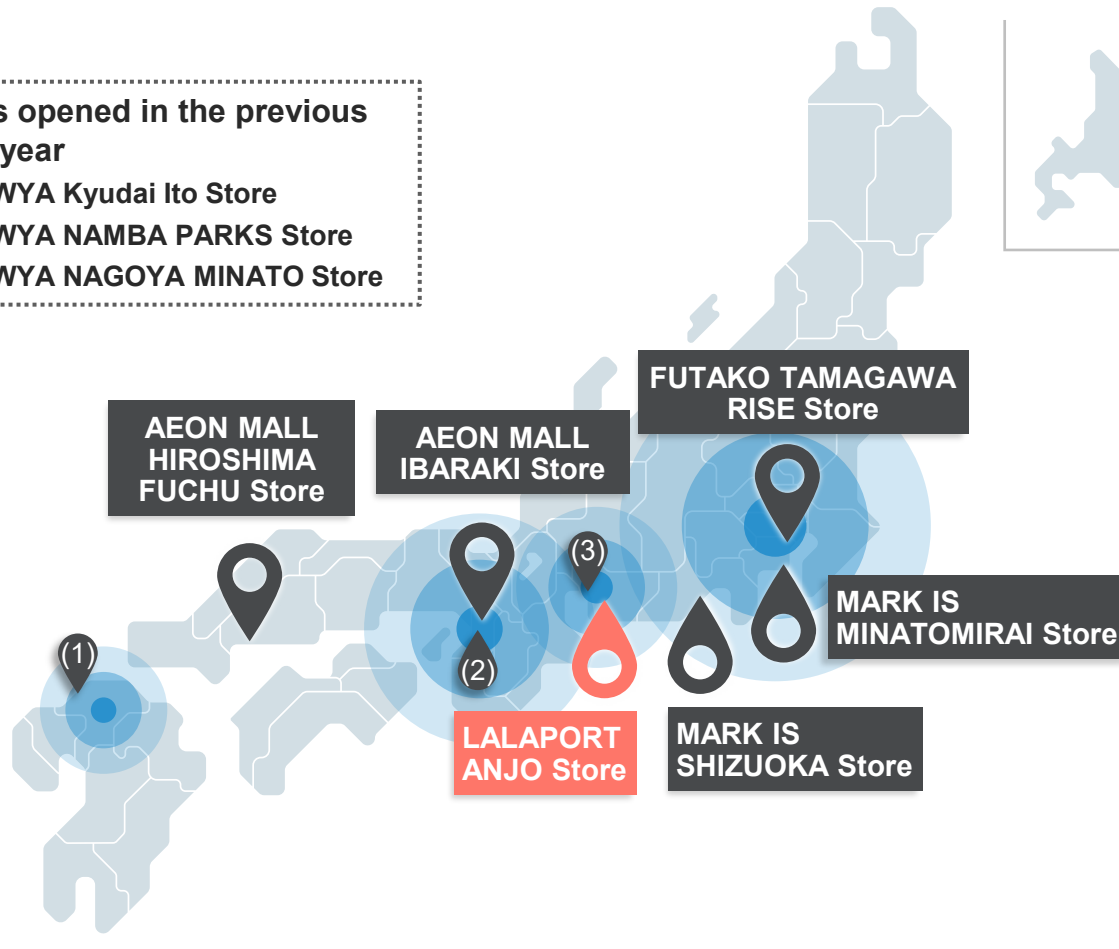 s opened in the previous
year
WYA Kyudai Ito Store
WYA NAMBA PARKS Store
WYA NAGOYA MINATO Store
FUTAKO TAMAGAWA
RISE Store
AEON MALL
HIROSHIMA
FUCHU Store
AEON MALL
IBARAKI Store
(3)
MARK IS
MINATOMIRAI Store
(1)
(2)
LALAPORT
ANJO Store
MARK IS
SHIZUOKA Store